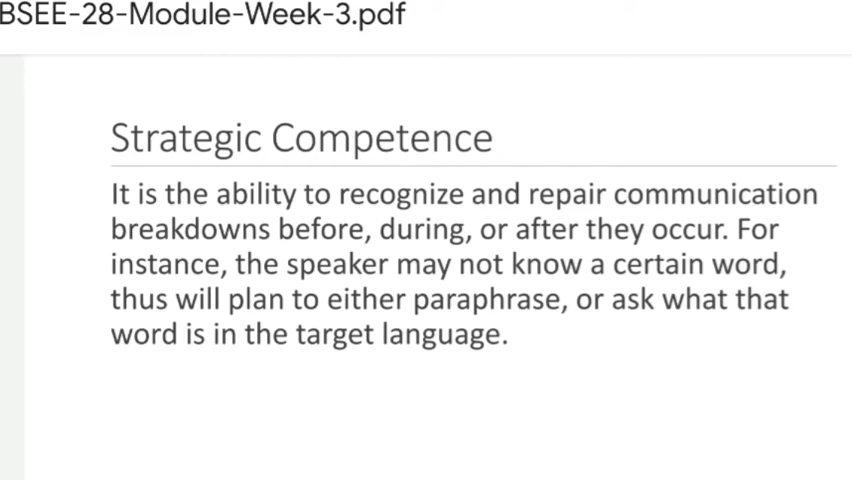 BSEE-28-Module-Week-3.pdf
Strategic Competence
It is the ability to recognize and repair communication
breakdowns before, during, or after they occur. For
instance, the speaker may not know a certain word,
thus will plan to either paraphrase, or ask what that
word is in the target language.